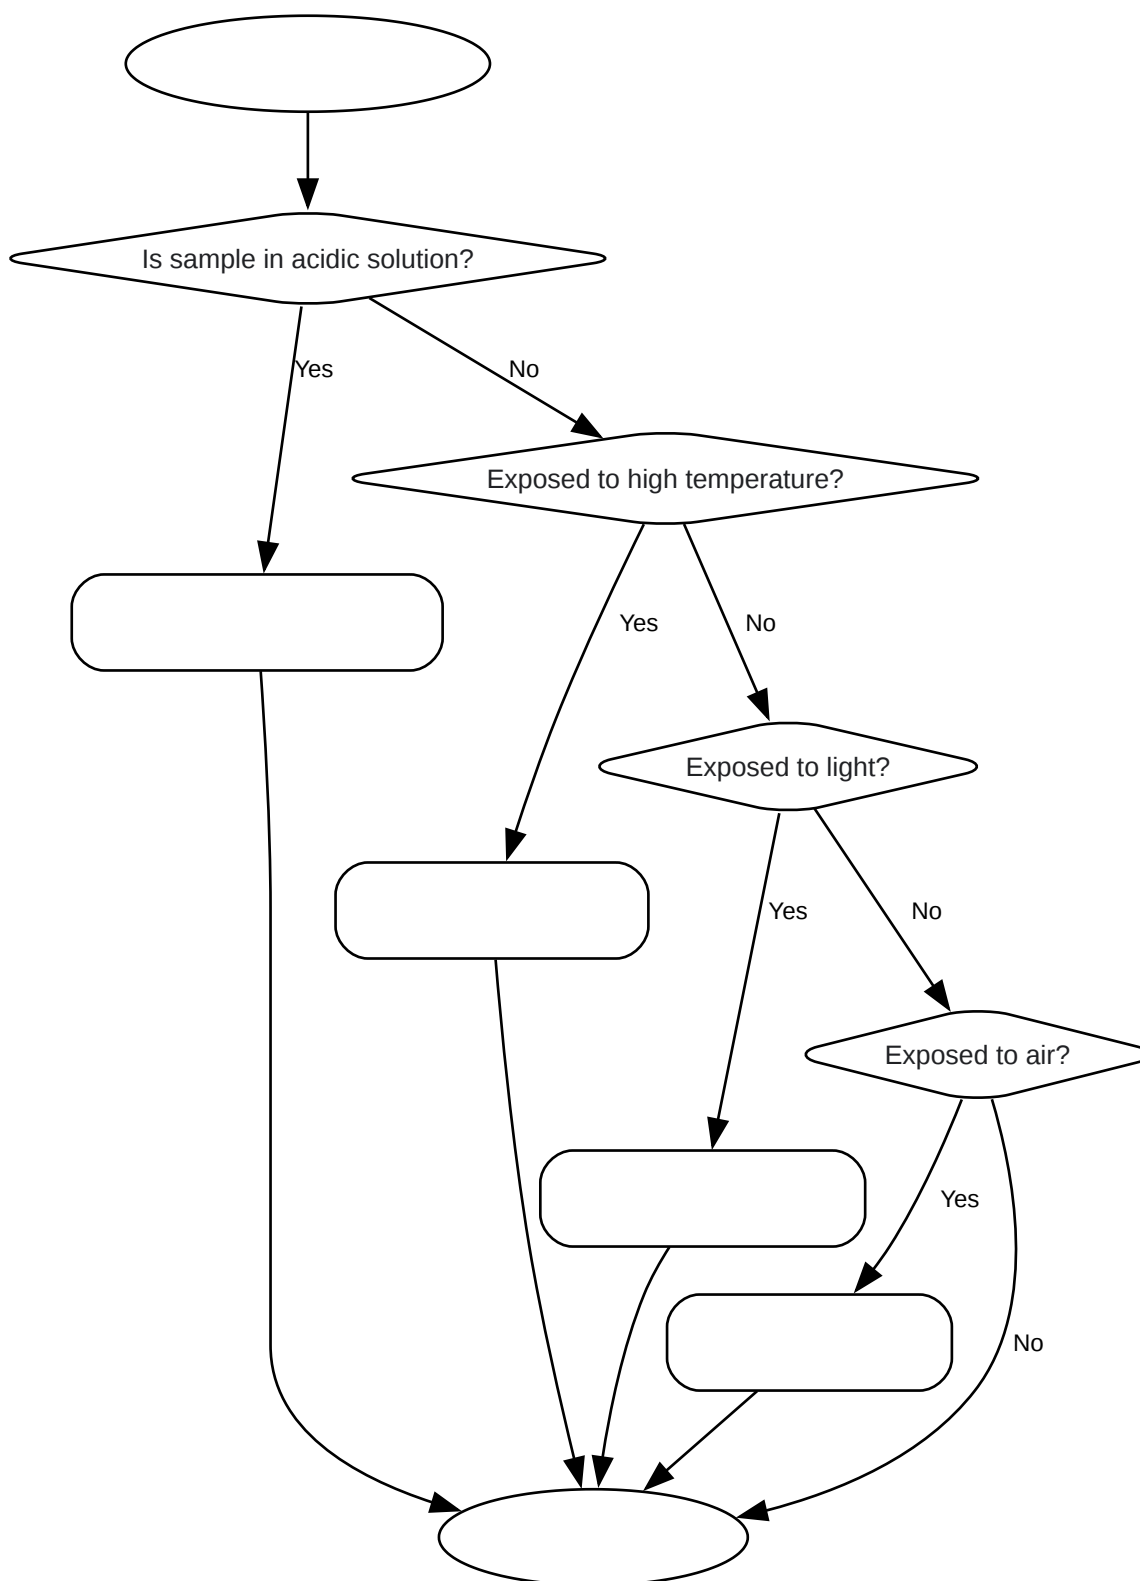 Is sample in acidic solution?
Yes
No
Exposed to high temperature?
Yes
No
Exposed to light?
Yes
No
Exposed to air?
Yes
No